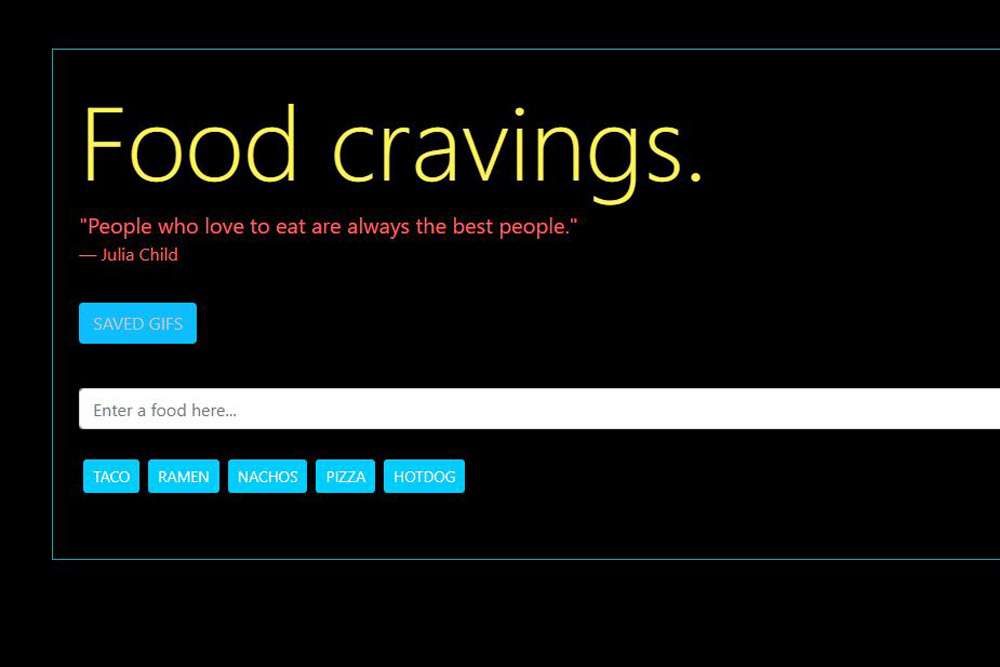 Food cravings.
"People who love to eat are always the best people."
— Julia Child
SAVED GIFS
Enter a food here...
TACO RAMEN NACHOS PIZZA HOTDOG